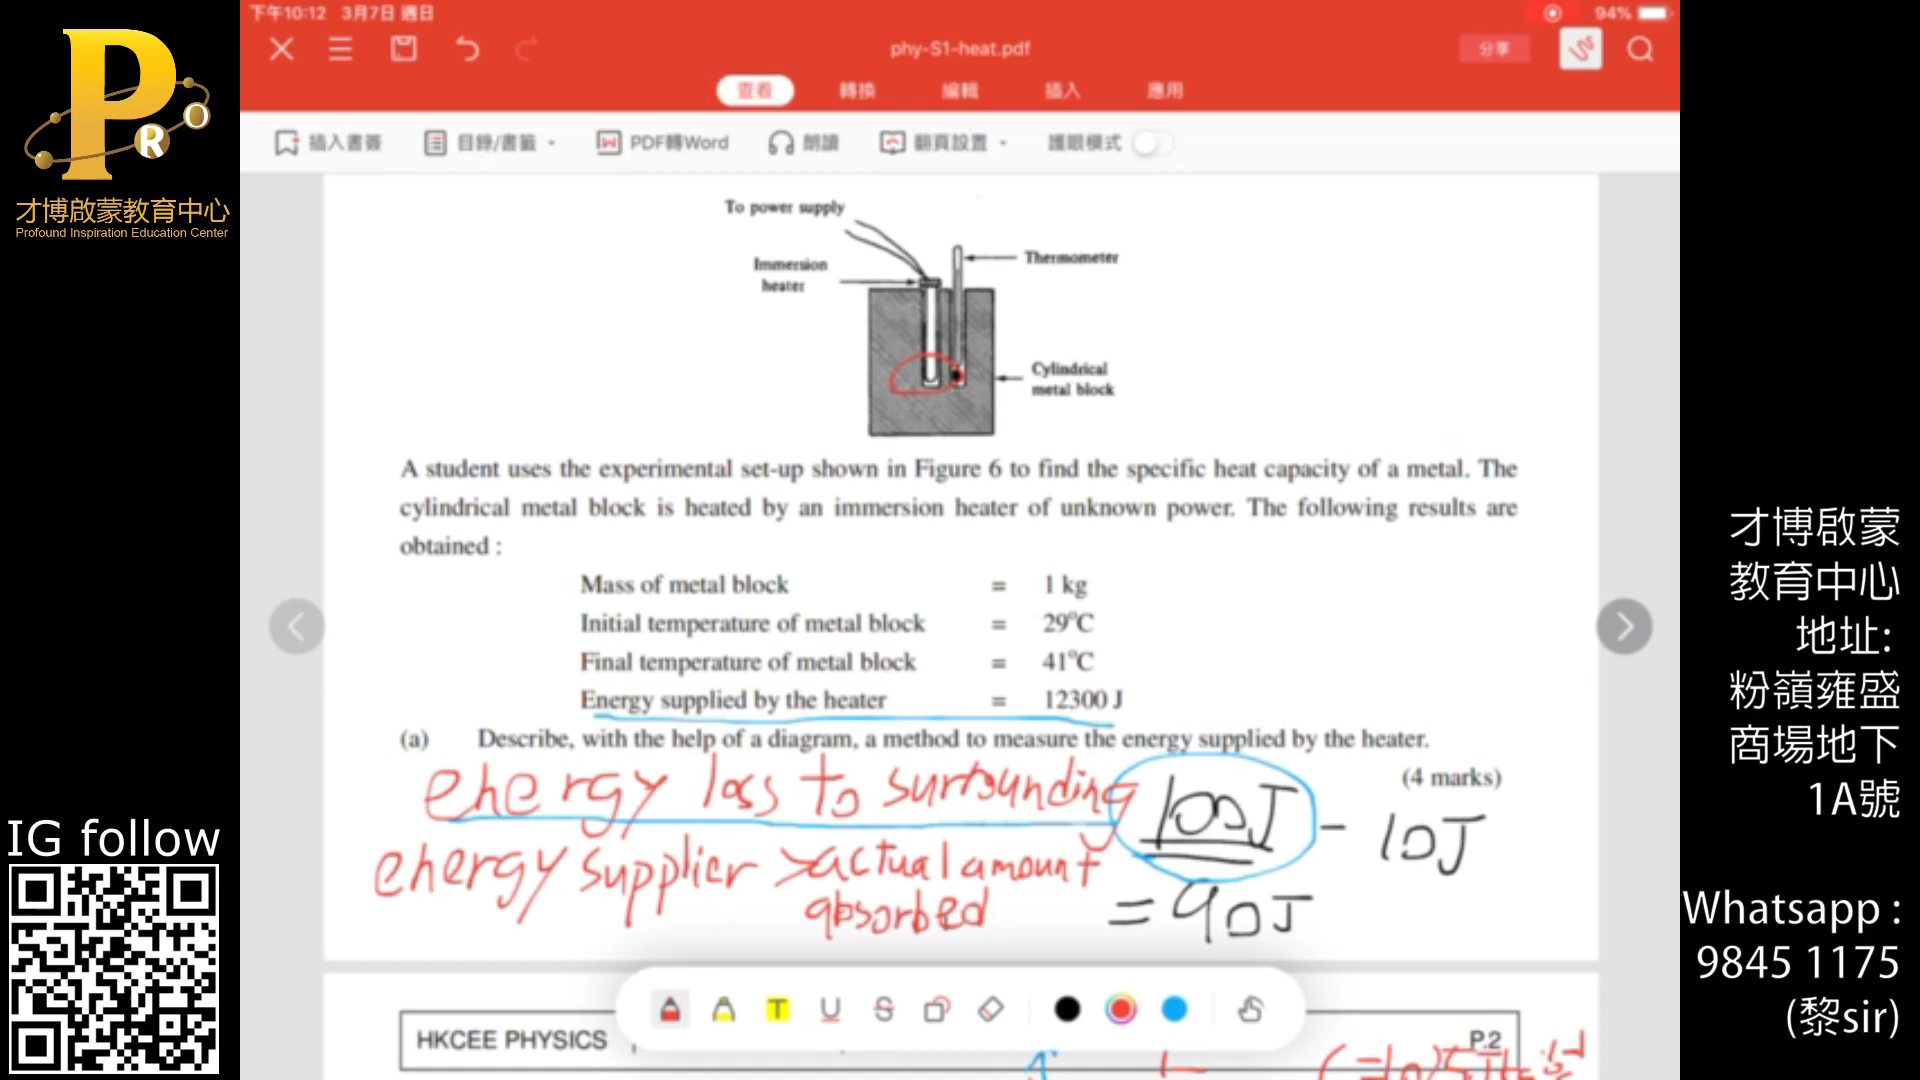 下午10:12 3月7日 週日
94%
phy-S1-heat.pdf
分享
查看 轉換 編輯 插入 應用
插入書簽 目錄/書籤 PDF轉Word 朗讀 翻頁設置 護眼模式
P
R
O
才博啟蒙教育中心
Profound Inspiration Education Center
To power supply
Immersion
heater
Thermometer
Cylindrical
metal block
A student uses the experimental set-up shown in Figure 6 to find the specific heat capacity of a metal. The
cylindrical metal block is heated by an immersion heater of unknown power. The following results are
obtained :
Mass of metal block = 1 kg
Initial temperature of metal block = 29°C
Final temperature of metal block = 41°C
Energy supplied by the heater = 12300 J
(a) Describe, with the help of a diagram, a method to measure the energy supplied by the heater.
(4 marks)
energy loss to surrounding
100J - 10J
energy supplier > actual amount
absorbed
= 90J
HKCEE PHYSICS
P.2
IG follow
才博啟蒙
教育中心
地址:
粉嶺雍盛
商場地下
1A號
Whatsapp :
9845 1175
(黎sir)